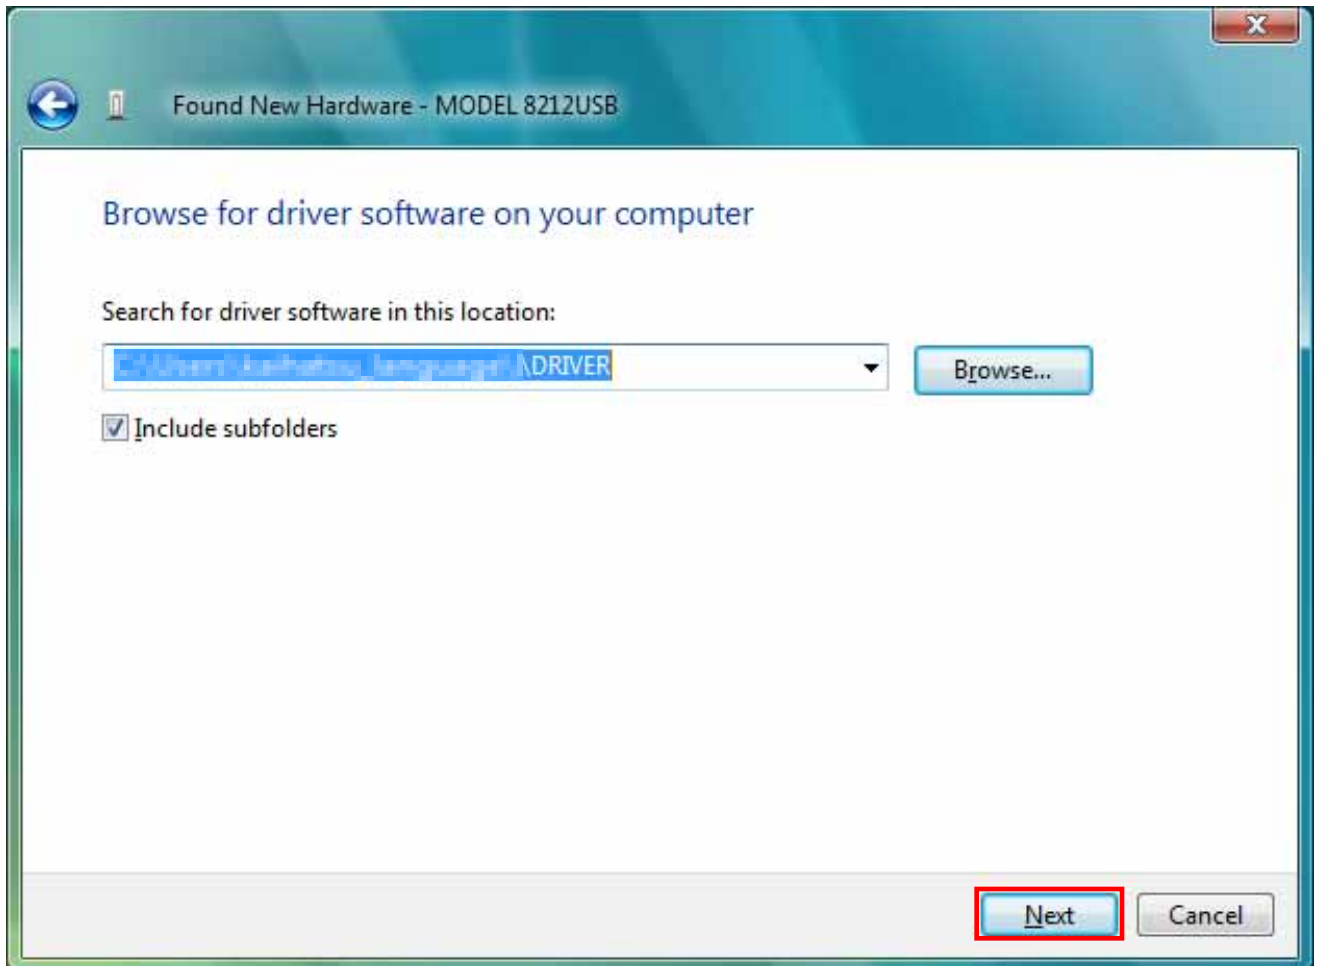 Found New Hardware - MODEL 8212USB
Browse for driver software on your computer
Search for driver software in this location:
\DRIVER
Browse...
Include subfolders
Next
Cancel